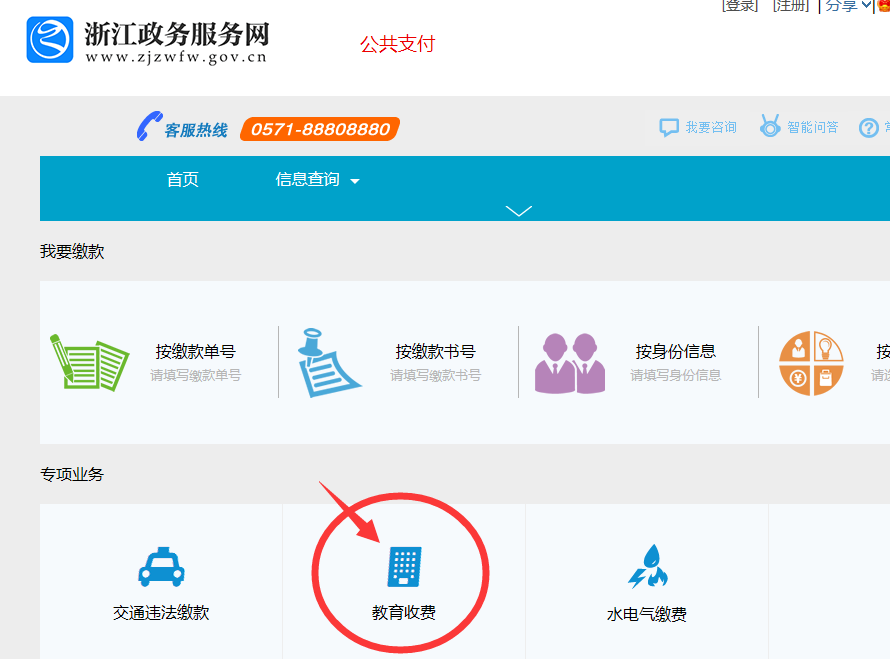 [登录] [注册] | 分享
浙江政务服务网
www.zjzwfw.gov.cn
公共支付
客服热线 0571-88808880
我要咨询 智能问答
首页 信息查询
我要缴款
按缴款单号 按缴款书号 按身份信息 按
请填写缴款单号 请填写缴款书号 请填写身份信息
专项业务
交通违法缴款 教育收费 水电气缴费